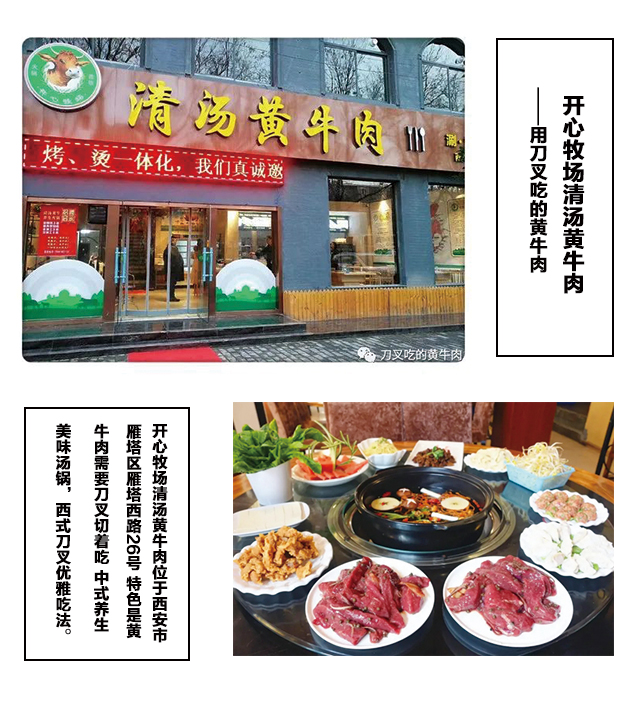 清汤黄牛肉
涮
烤、烫一体化，我们真诚邀
刀叉吃的黄牛肉
开心牧场清汤黄牛肉
——用刀叉吃的黄牛肉
开心牧场清汤黄牛肉位于西安市
雁塔区雁塔西路26号 特色是黄
牛肉需要刀叉切着吃 中式养生
美味汤锅，西式刀叉优雅吃法。